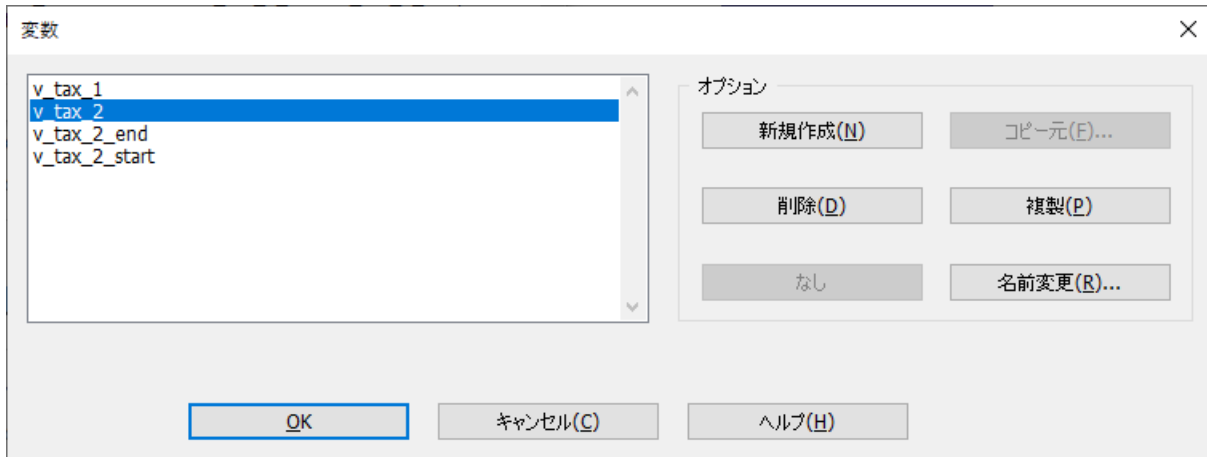 変数
v_tax_1
v_tax_2
v_tax_2_end
v_tax_2_start
オプション
新規作成(N)
コピー元(F)...
削除(D)
複製(P)
なし
名前変更(R)...
OK
キャンセル(C)
ヘルプ(H)